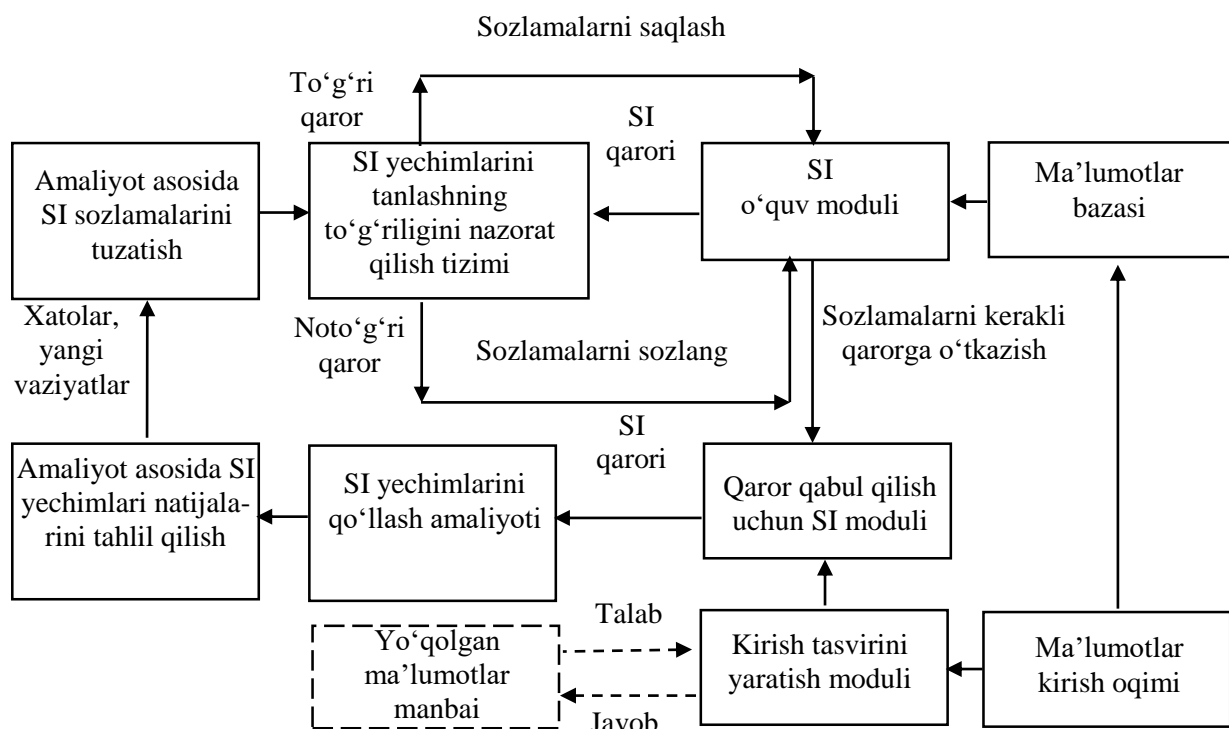 Sozlamalarni saqlash
To‘g‘ri
qaror
SI
qarori
Amaliyot asosida
SI sozlamalarini
tuzatish
SI yechimlarini
tanlashning
to‘g‘riligini nazorat
qilish tizimi
SI
o‘quv moduli
Ma’lumotlar
bazasi
Xatolar,
yangi
vaziyatlar
Noto‘g‘ri
qaror
Sozlamalarni sozlang
Sozlamalarni kerakli
qarorga o‘tkazish
SI
qarori
Amaliyot asosida SI
yechimlari natijala-
rini tahlil qilish
SI yechimlarini
qo‘llash amaliyoti
Qaror qabul qilish
uchun SI moduli
Yo‘qolgan
ma’lumotlar
manbai
Talab
Javob
Kirish tasvirini
yaratish moduli
Ma’lumotlar
kirish oqimi